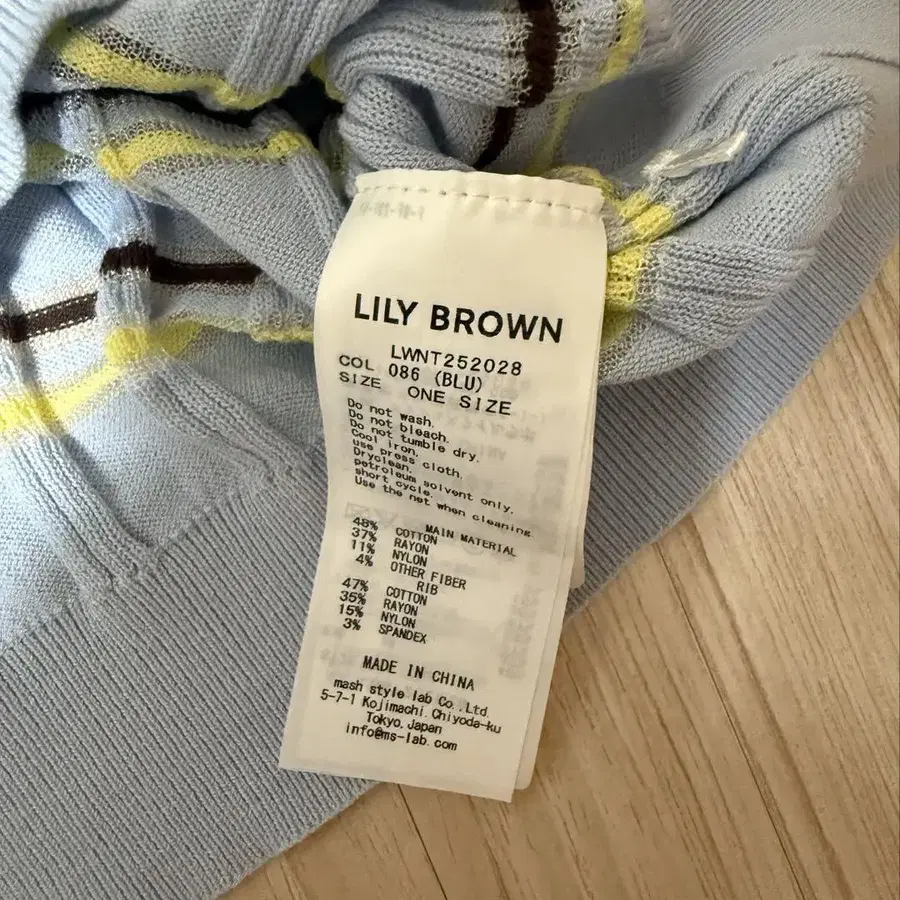 LILY BROWN
LWNT252028
COL 086 (BLU)
SIZE ONE SIZE
Do not wash.
Do not bleach.
Do not tumble dry.
Cool iron.
use press cloth.
Dryclean.
petroleum solvent only.
short cycle.
Use the net when cleaning.
MAIN MATERIAL
48% COTTON
37% RAYON
11% NYLON
4% OTHER FIBER
RIB
47% COTTON
35% RAYON
15% NYLON
3% SPANDEX
MADE IN CHINA
mash style lab Co.,Ltd.
5-7-1 Kojimachi.Chiyoda-ku
Tokyo.Japan
info@ms-lab.com